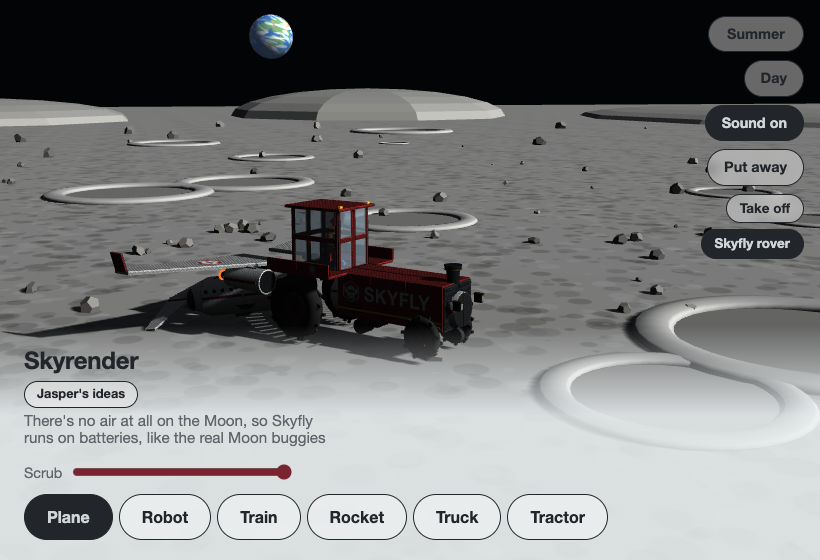 Summer
Day
Sound on
Put away
Take off
Skyfly rover
SKYFLY
Skyrender
Jasper's ideas
There's no air at all on the Moon, so Skyfly
runs on batteries, like the real Moon buggies
Scrub
Plane
Robot
Train
Rocket
Truck
Tractor